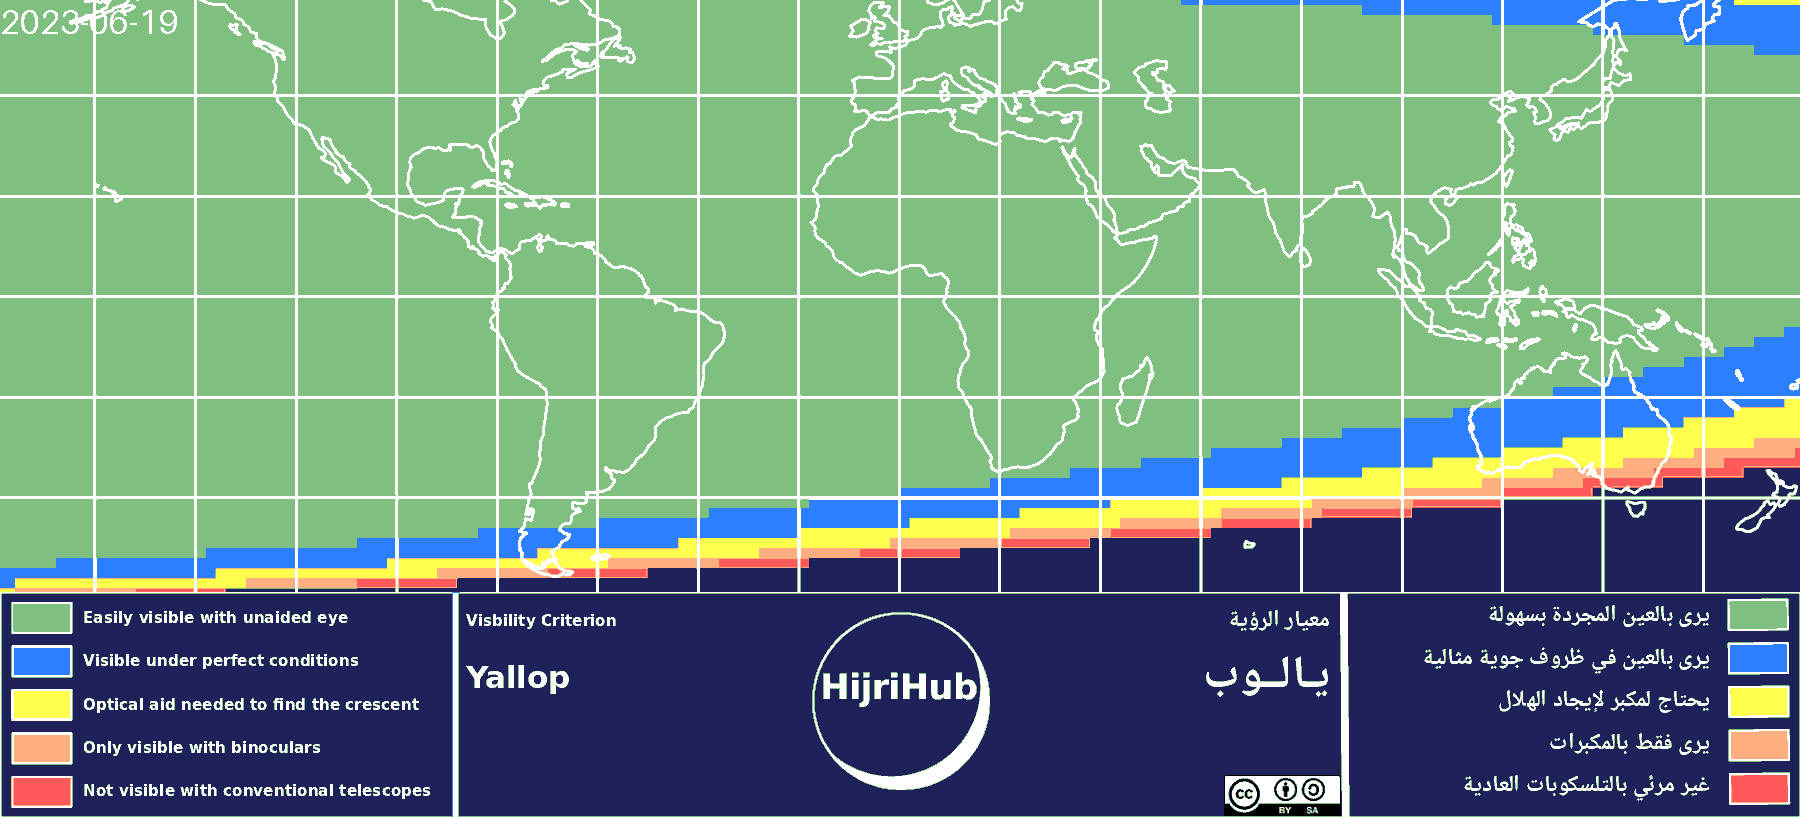 2023-06-19
Easily visible with unaided eye
Visible under perfect conditions
Optical aid needed to find the crescent
Only visible with binoculars
Not visible with conventional telescopes
Visbility Criterion
Yallop
HijriHub
معيار الرؤية
يـالـوب
cc
BY SA
يرى بالعين المجردة بسهولة
يرى بالعين في ظروف جوية مثالية
يحتاج لمكبر لإيجاد الهلال
يرى فقط بالمكبرات
غير مرئي بالتلسكوبات العادية